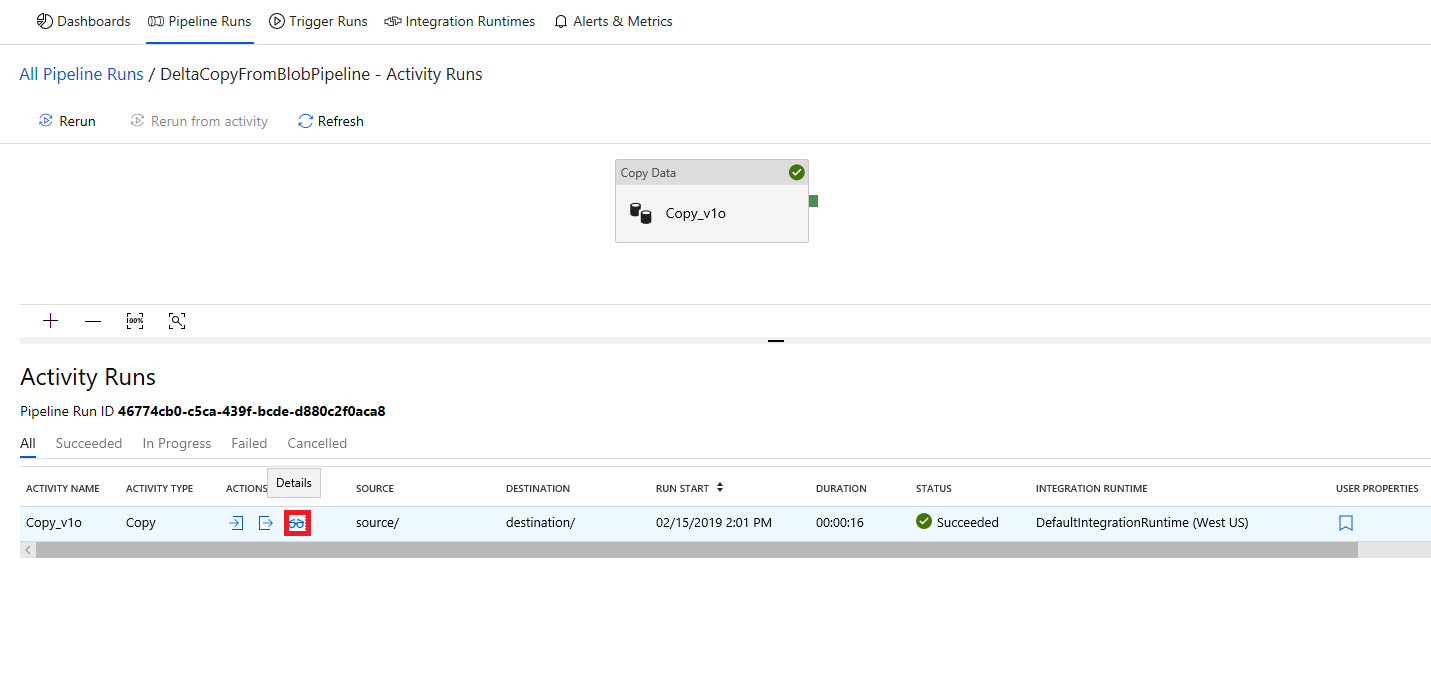 Dashboards Pipeline Runs Trigger Runs Integration Runtimes Alerts & Metrics
All Pipeline Runs / DeltaCopyFromBlobPipeline - Activity Runs
Rerun Rerun from activity Refresh
Copy Data
Copy_v1o
100%
Activity Runs
Pipeline Run ID 46774cb0-c5ca-439f-bcde-d880c2f0aca8
All Succeeded In Progress Failed Cancelled
Details
ACTIVITY NAME ACTIVITY TYPE ACTIONS SOURCE DESTINATION RUN START DURATION STATUS INTEGRATION RUNTIME USER PROPERTIES
Copy_v1o Copy source/ destination/ 02/15/2019 2:01 PM 00:00:16 Succeeded DefaultIntegrationRuntime (West US)